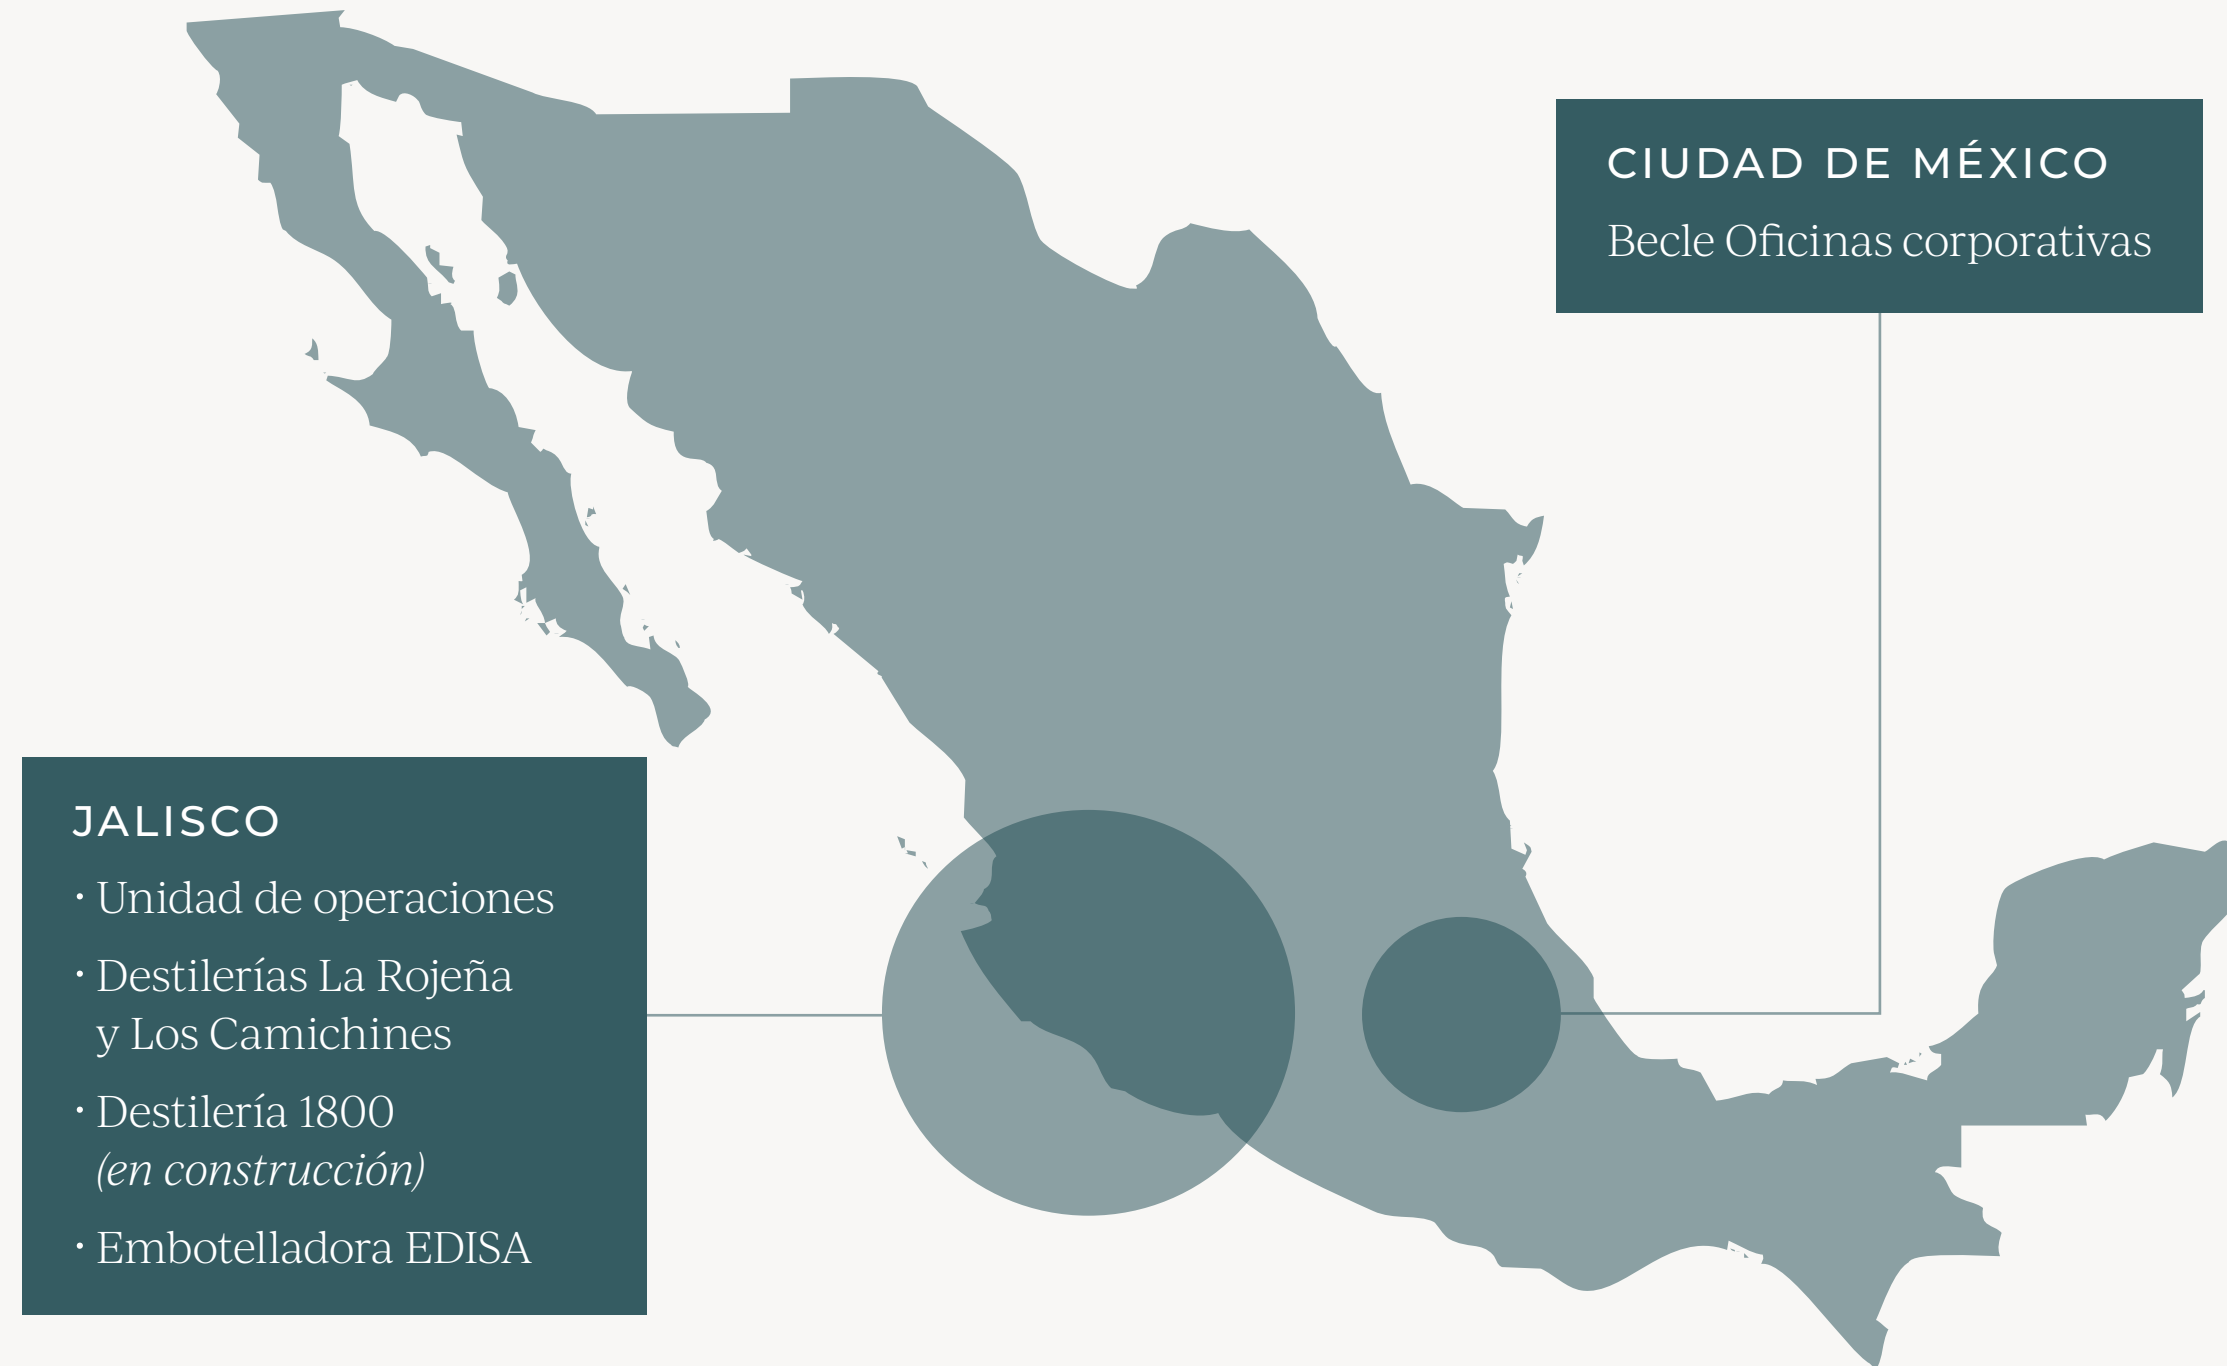 CIUDAD DE MÉXICO
Becle Oficinas corporativas
JALISCO
· Unidad de operaciones
· Destilerías La Rojeña
y Los Camichines
· Destilería 1800
(en construcción)
· Embotelladora EDISA